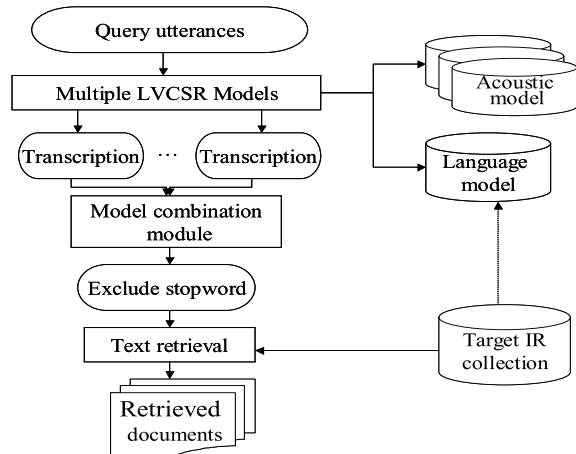 Query utterances
Multiple LVCSR Models
Acoustic
model
Transcription ... Transcription
Language
model
Model combination
module
Exclude stopword
Text retrieval
Target IR
collection
Retrieved
documents